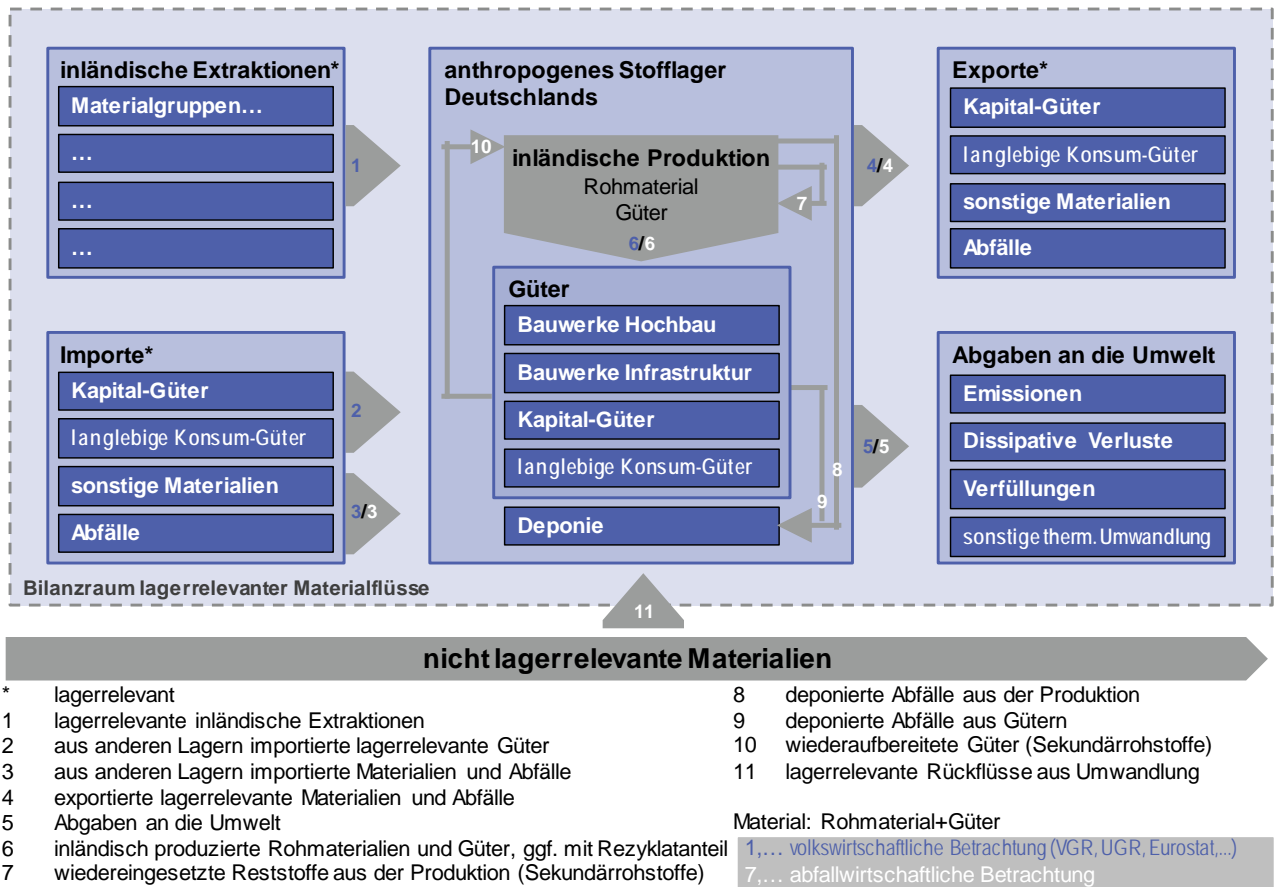 inländische Extraktionen*
Materialgruppen…
…
…
…
1
Importe*
Kapital-Güter
langlebige Konsum-Güter
sonstige Materialien
Abfälle
2
3/3
anthropogenes Stofflager
Deutschlands
10
inländische Produktion
Rohmaterial
Güter
7
6/6
Güter
Bauwerke Hochbau
Bauwerke Infrastruktur
Kapital-Güter
langlebige Konsum-Güter
Deponie
8
9
4/4
5/5
Exporte*
Kapital-Güter
langlebige Konsum-Güter
sonstige Materialien
Abfälle
Abgaben an die Umwelt
Emissionen
Dissipative Verluste
Verfüllungen
sonstige therm. Umwandlung
Bilanzraum lagerrelevanter Materialflüsse
11
nicht lagerrelevante Materialien
* lagerrelevant
1 lagerrelevante inländische Extraktionen
2 aus anderen Lagern importierte lagerrelevante Güter
3 aus anderen Lagern importierte Materialien und Abfälle
4 exportierte lagerrelevante Materialien und Abfälle
5 Abgaben an die Umwelt
6 inländisch produzierte Rohmaterialien und Güter, ggf. mit Rezyklatanteil
7 wiedereingesetzte Reststoffe aus der Produktion (Sekundärrohstoffe)
8 deponierte Abfälle aus der Produktion
9 deponierte Abfälle aus Gütern
10 wiederaufbereitete Güter (Sekundärrohstoffe)
11 lagerrelevante Rückflüsse aus Umwandlung
Material: Rohmaterial+Güter
1,… volkswirtschaftliche Betrachtung (VGR, UGR, Eurostat,...)
7,… abfallwirtschaftliche Betrachtung